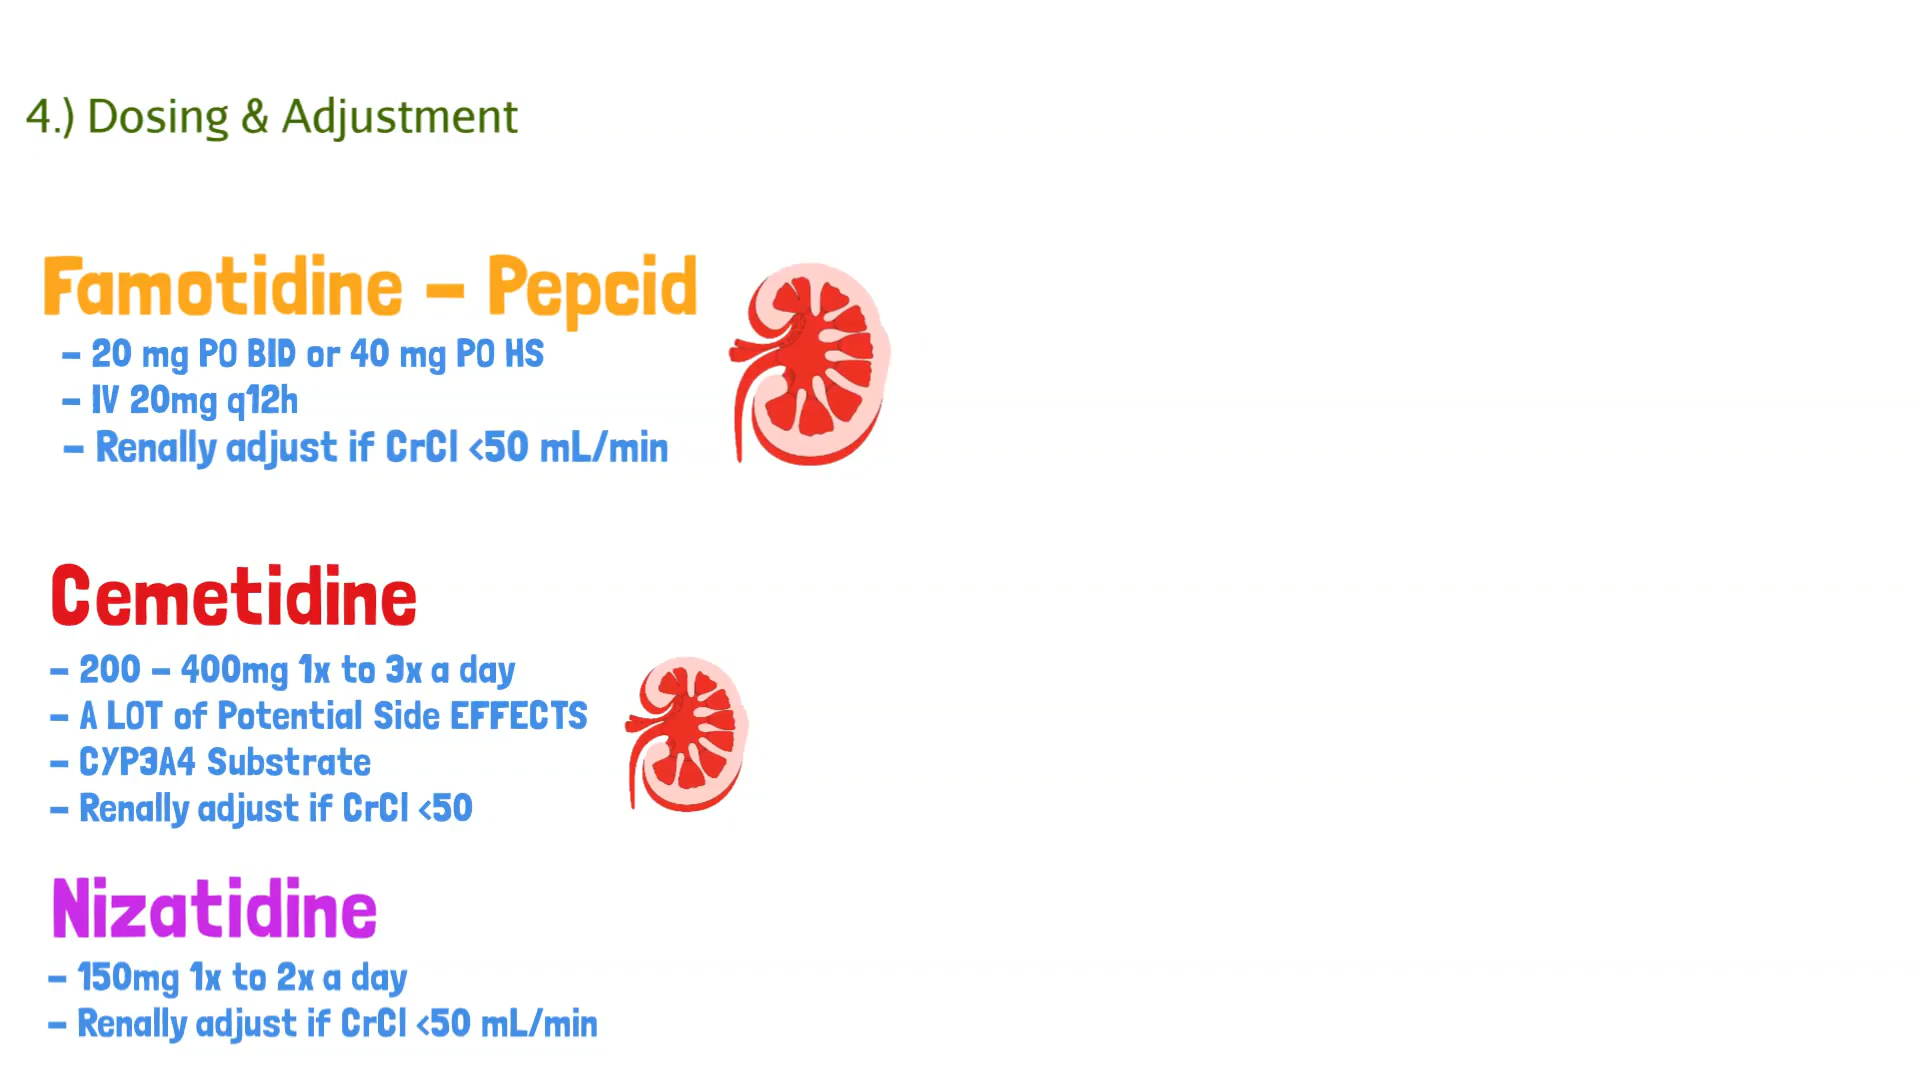 4.) Dosing & Adjustment
Famotidine – Pepcid
– 20 mg PO BID or 40 mg PO HS
– IV 20mg q12h
– Renally adjust if CrCl <50 mL/min
Cemetidine
– 200 – 400mg 1x to 3x a day
– A LOT of Potential Side EFFECTS
– CYP3A4 Substrate
– Renally adjust if CrCl <50
Nizatidine
– 150mg 1x to 2x a day
– Renally adjust if CrCl <50 mL/min